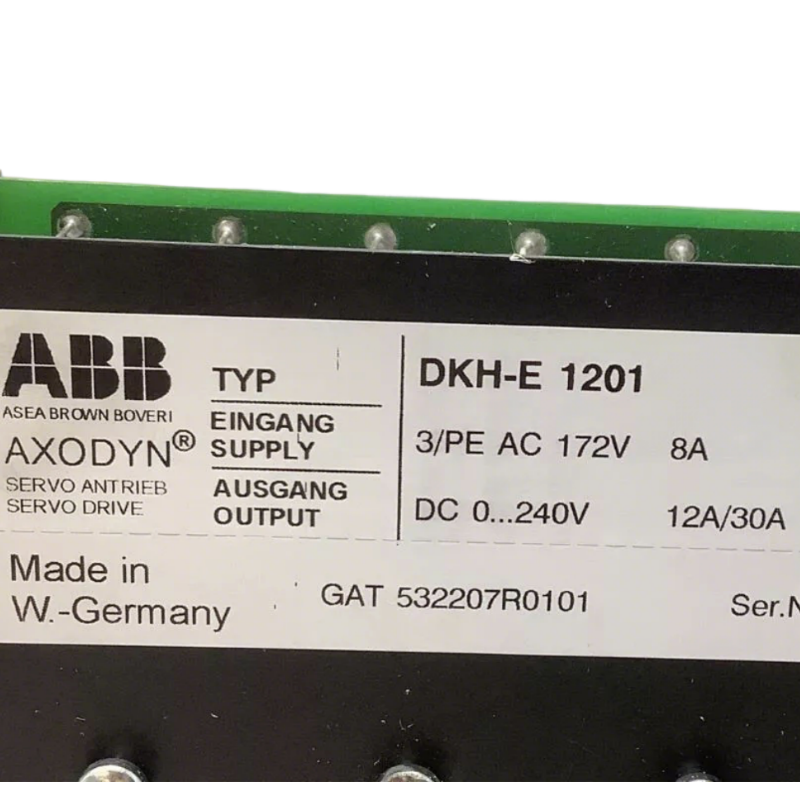 ABB
ASEA BROWN BOVERI
AXODYN®
SERVO ANTRIEB
SERVO DRIVE
TYP
DKH-E 1201
EINGANG
SUPPLY
3/PE AC 172V 8A
AUSGANG
OUTPUT
DC 0...240V 12A/30A
Made in
W.-Germany
GAT 532207R0101
Ser.N